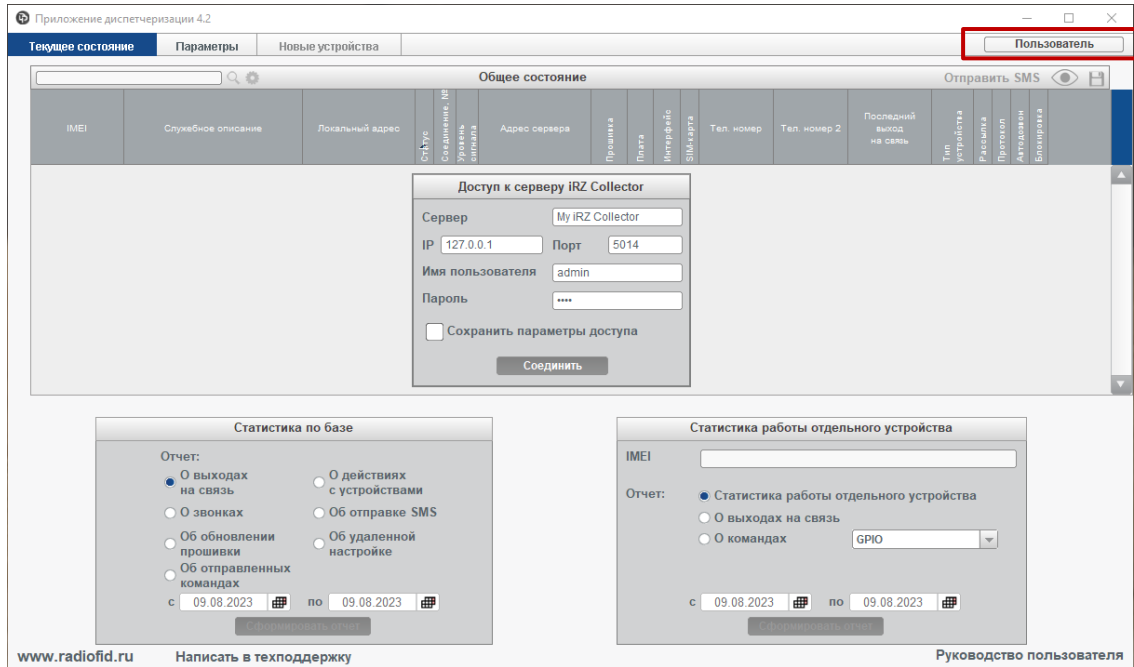 Приложение диспетчеризации 4.2
Текущее состояние Параметры Новые устройства Пользователь
Общее состояние Отправить SMS
IMEI Служебное описание Локальный адрес Статус Соединение, № Уровень сигнала Адрес сервера Прошивка Плата Интерфейс SIM-карта Тел. номер Тел. номер 2 Последний выход на связь Тип устройства Рассылка Протокол Автодозвон Блокировка
Доступ к серверу iRZ Collector
Сервер My iRZ Collector
IP 127.0.0.1 Порт 5014
Имя пользователя admin
Пароль ••••
Сохранить параметры доступа
Соединить
Статистика по базе
Отчет:
О выходах на связь
О действиях с устройствами
О звонках
Об отправке SMS
Об обновлении прошивки
Об удаленной настройке
Об отправленных командах
с 09.08.2023 по 09.08.2023
Сформировать отчет
Статистика работы отдельного устройства
IMEI
Отчет: Статистика работы отдельного устройства
О выходах на связь
О командах GPIO
с 09.08.2023 по 09.08.2023
Сформировать отчет
www.radiofid.ru Написать в техподдержку Руководство пользователя